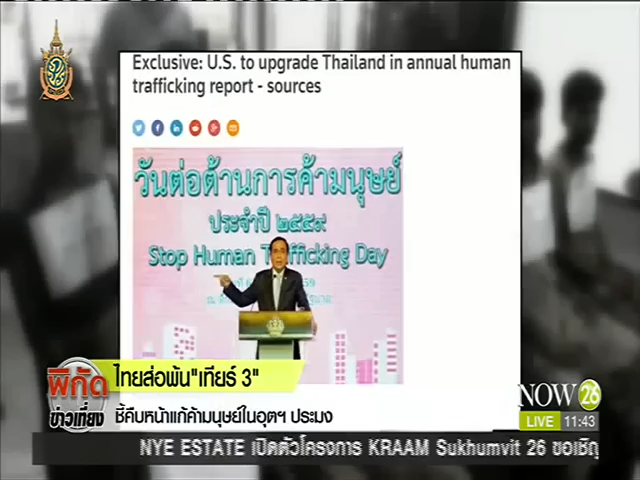 Exclusive: U.S. to upgrade Thailand in annual human
trafficking report - sources
วันต่อต้านการค้ามนุษย์
ประจำปี ๒๕๕๙
Stop Human Trafficking Day
พิกัด
ข่าวเที่ยง
ไทยส่อพ้น"เทียร์ 3"
ชี้คืบหน้าแก้ค้ามนุษย์ในอุตฯ ประมง
NOW 26
LIVE 11:43
NYE ESTATE เปิดตัวโครงการ KRAAM Sukhumvit 26 ขอเชิญ